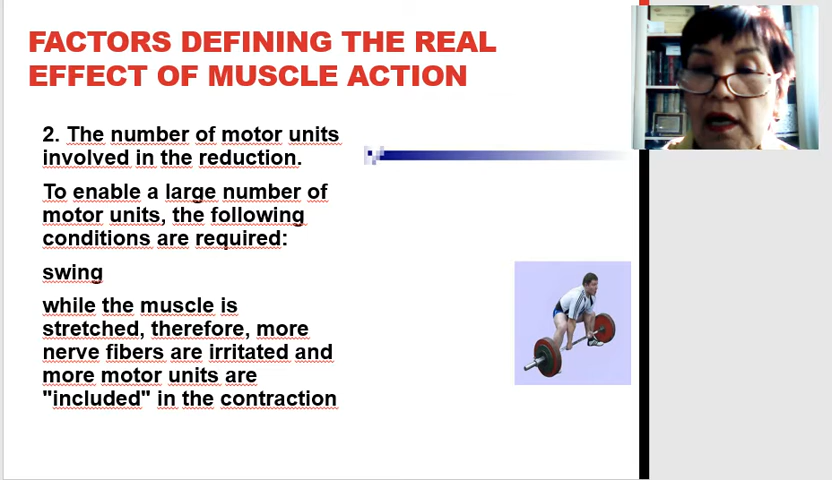 FACTORS DEFINING THE REAL
EFFECT OF MUSCLE ACTION
2. The number of motor units
involved in the reduction.
To enable a large number of
motor units, the following
conditions are required:
swing
while the muscle is
stretched, therefore, more
nerve fibers are irritated and
more motor units are
"included" in the contraction